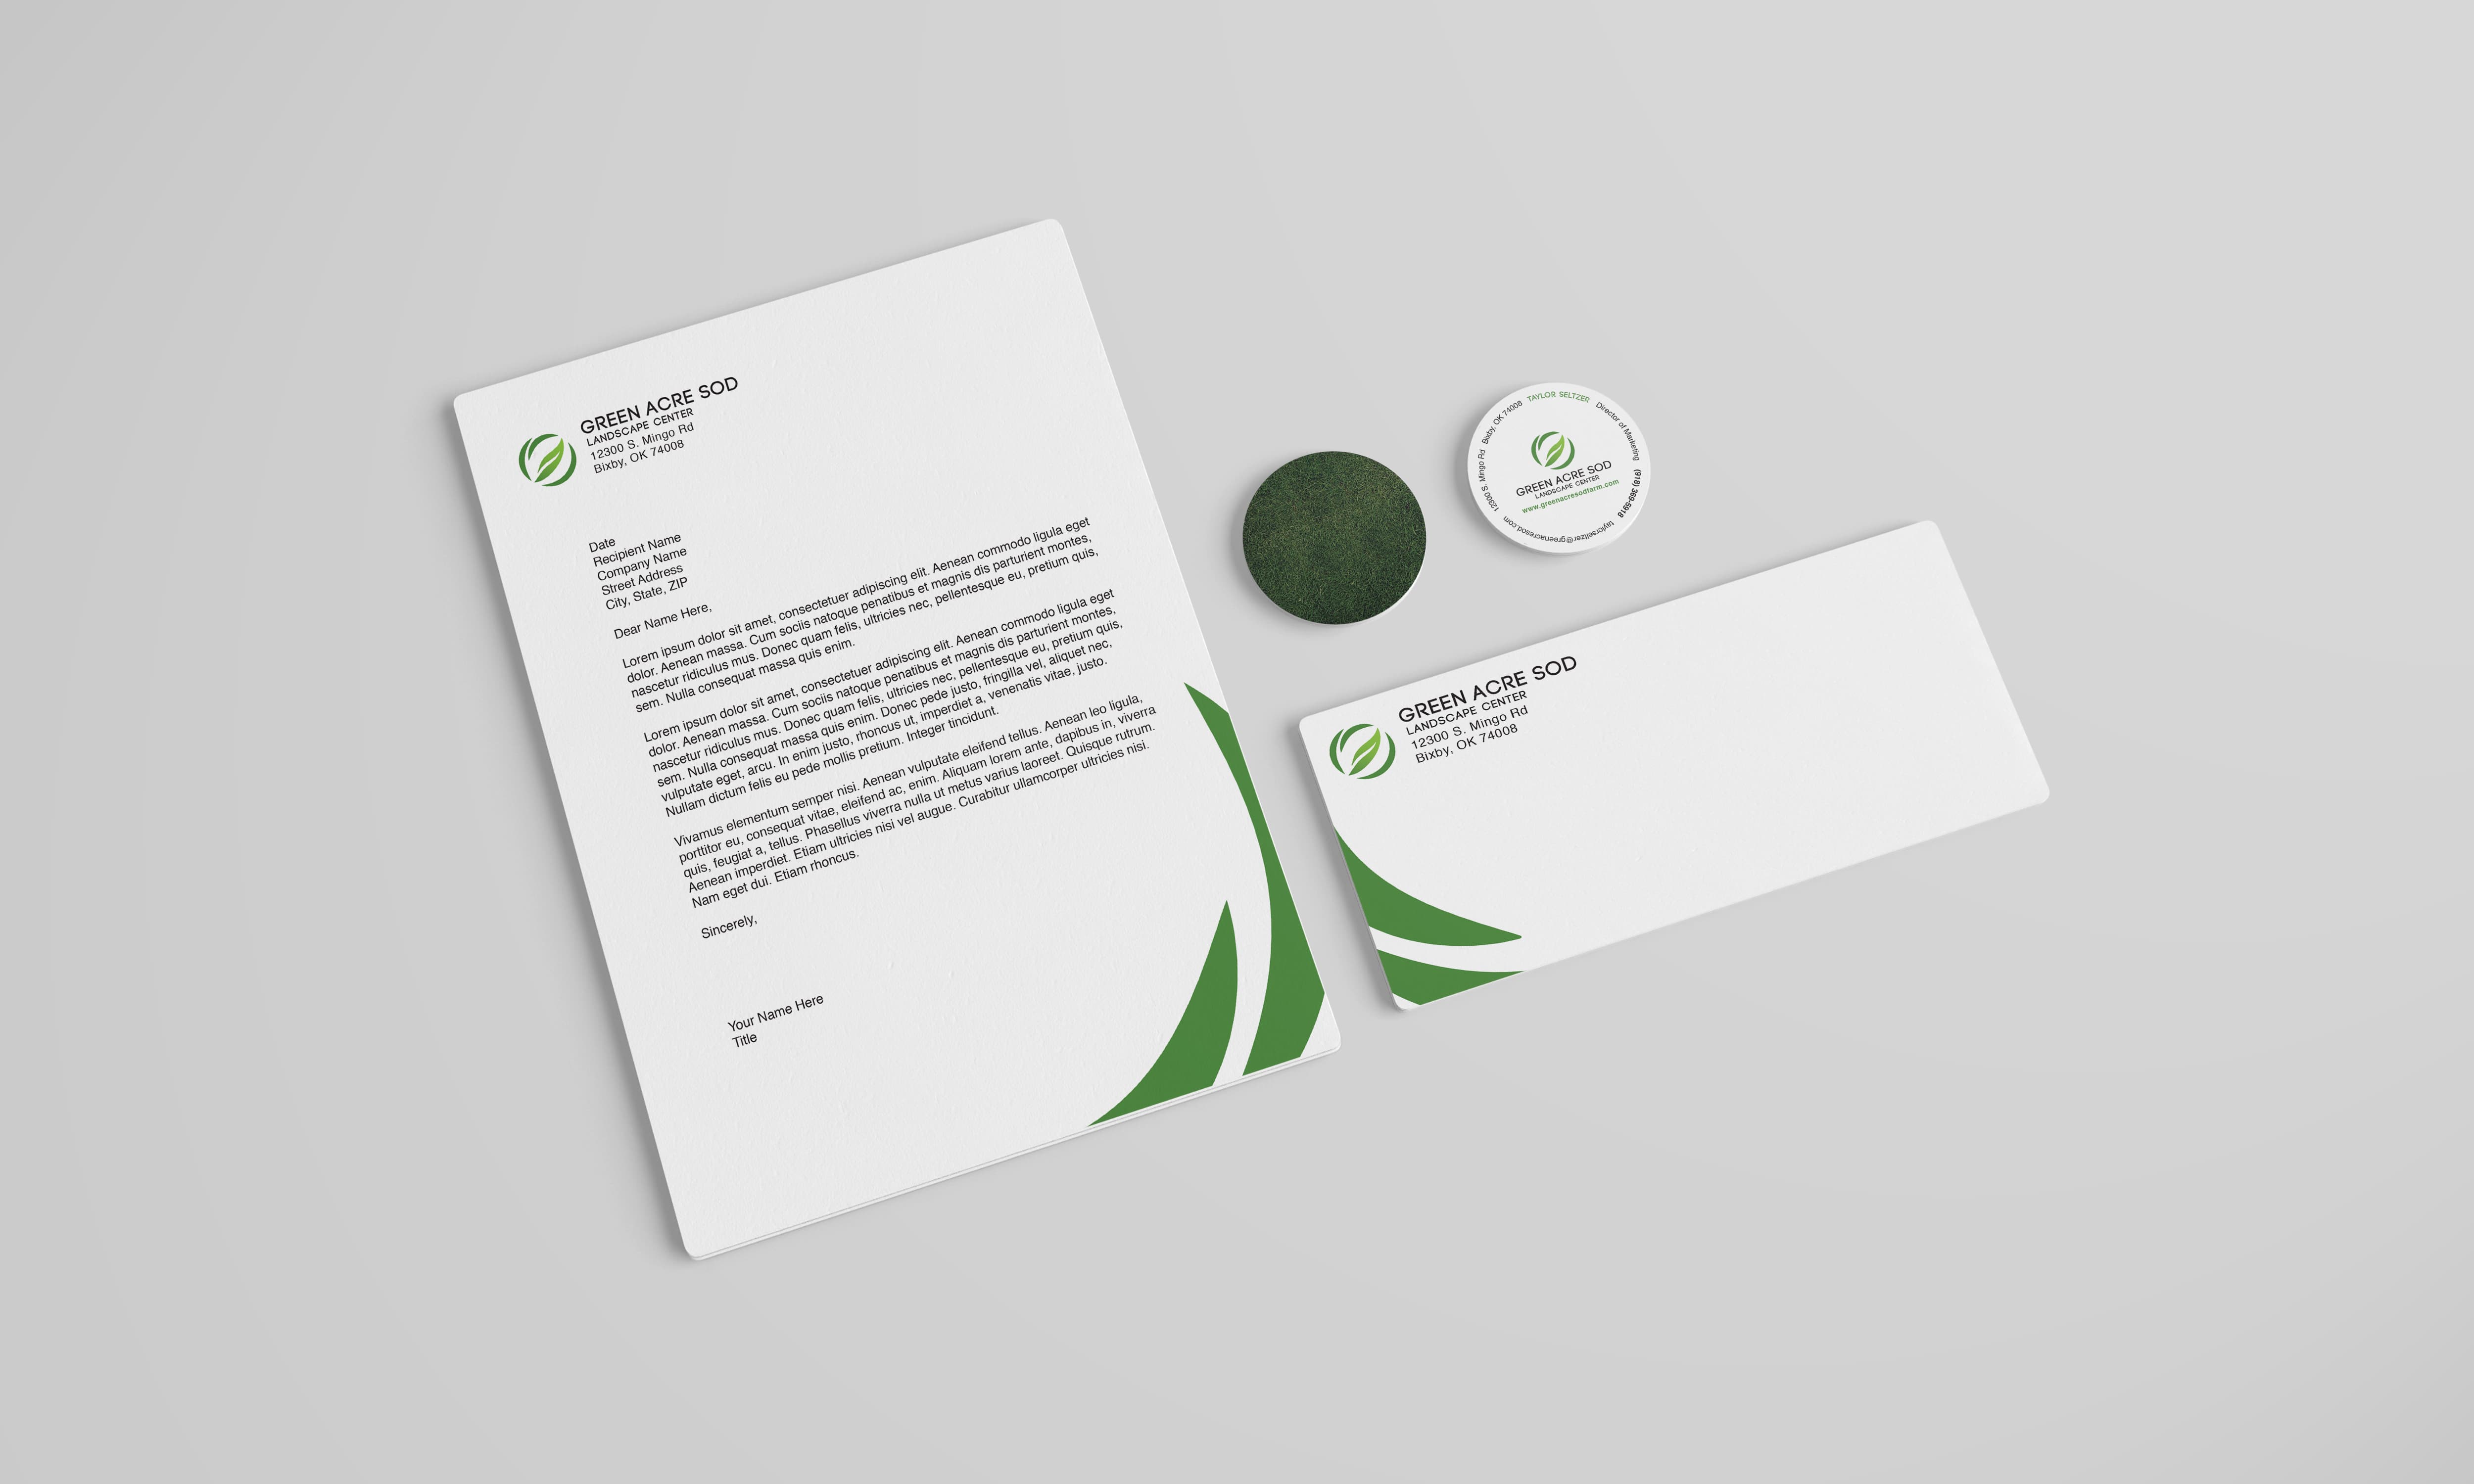 GREEN ACRE SOD
LANDSCAPE CENTER
12300 S. Mingo Rd
Bixby, OK 74008
Date
Recipient Name
Company Name
Street Address
City, State, ZIP
Dear Name Here,
Lorem ipsum dolor sit amet, consectetuer adipiscing elit. Aenean commodo ligula eget
dolor. Aenean massa. Cum sociis natoque penatibus et magnis dis parturient montes,
nascetur ridiculus mus. Donec quam felis, ultricies nec, pellentesque eu, pretium quis,
sem. Nulla consequat massa quis enim.
Lorem ipsum dolor sit amet, consectetuer adipiscing elit. Aenean commodo ligula eget
dolor. Aenean massa. Cum sociis natoque penatibus et magnis dis parturient montes,
nascetur ridiculus mus. Donec quam felis, ultricies nec, pellentesque eu, pretium quis,
sem. Nulla consequat massa quis enim. Donec pede justo, fringilla vel, aliquet nec,
vulputate eget, arcu. In enim justo, rhoncus ut, imperdiet a, venenatis vitae, justo.
Nullam dictum felis eu pede mollis pretium. Integer tincidunt.
Vivamus elementum semper nisi. Aenean vulputate eleifend tellus. Aenean leo ligula,
porttitor eu, consequat vitae, eleifend ac, enim. Aliquam lorem ante, dapibus in, viverra
quis, feugiat a, tellus. Phasellus viverra nulla ut metus varius laoreet. Quisque rutrum.
Aenean imperdiet. Etiam ultricies nisi vel augue. Curabitur ullamcorper ultricies nisi.
Nam eget dui. Etiam rhoncus.
Sincerely,
Your Name Here
Title
TAYLOR SELTZER
Director of Marketing
(918) 369-5918
taylorseltzer@greenacresod.com
12300 S. Mingo Rd
Bixby, OK 74008
GREEN ACRE SOD
LANDSCAPE CENTER
www.greenacresodfarm.com
GREEN ACRE SOD
LANDSCAPE CENTER
12300 S. Mingo Rd
Bixby, OK 74008